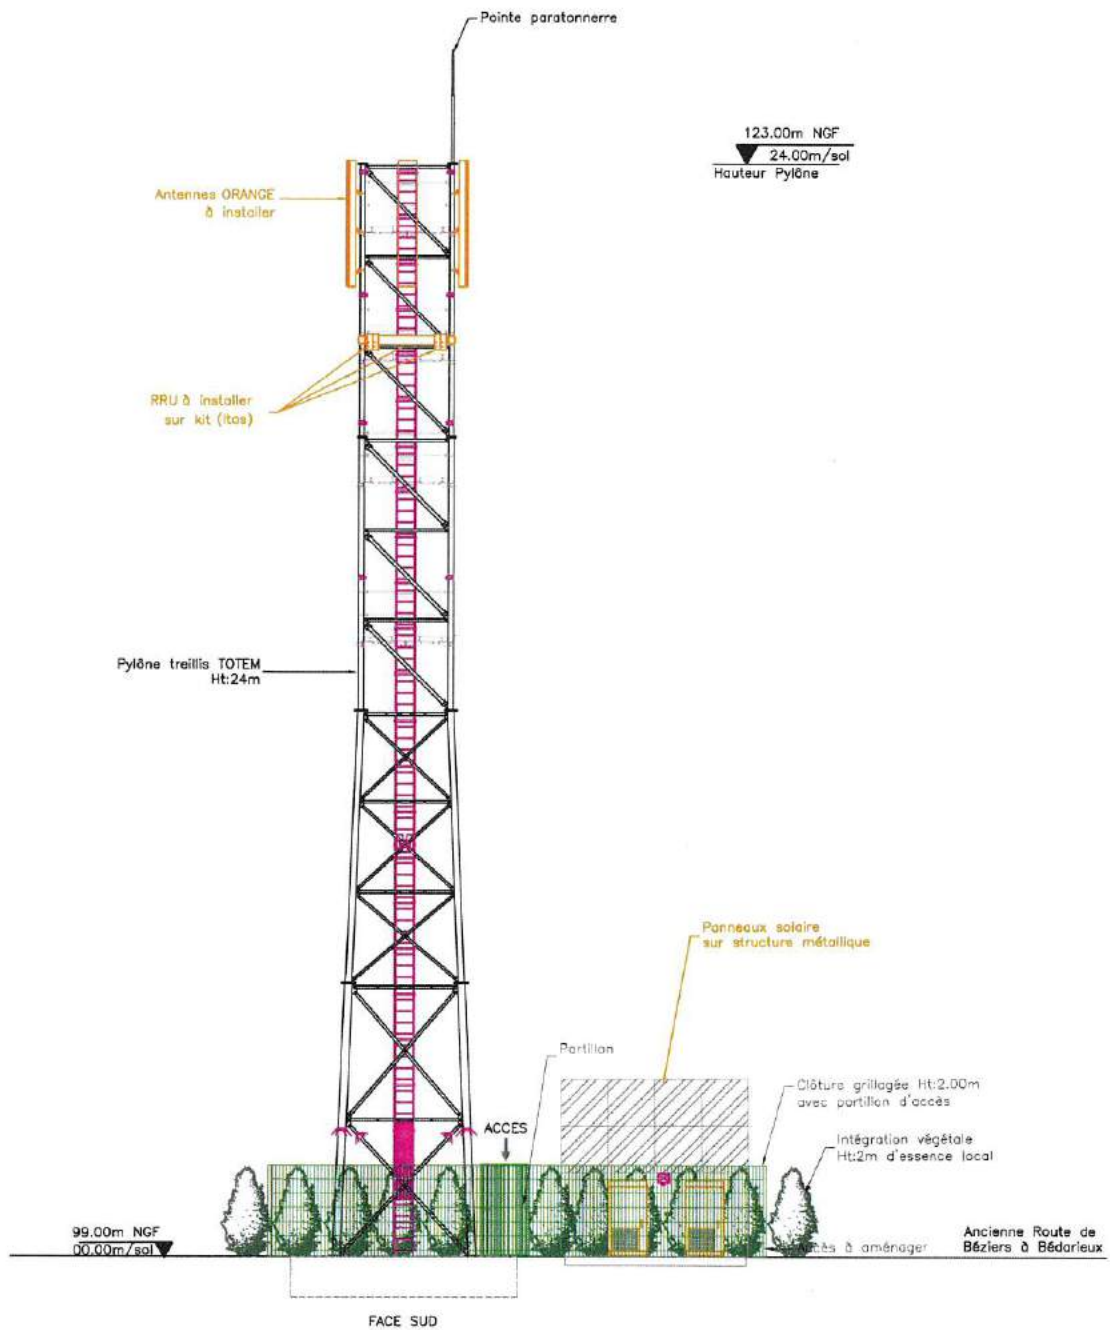 Pointe paratonnerre
123.00m NGF
24.00m/sol
Hauteur Pylône
Antennes ORANGE
à installer
RRU à installer
sur kit (Itas)
Pylône treillis TOTEM
Ht:24m
Panneaux solaire
sur structure métallique
Portillon
Clôture grillagée Ht:2.00m
avec portillon d'accès
ACCES
Intégration végétale
Ht:2m d'essence local
99.00m NGF
00.00m/sol
Accès à aménager
Ancienne Route de
Béziers à Bédarieux
FACE SUD